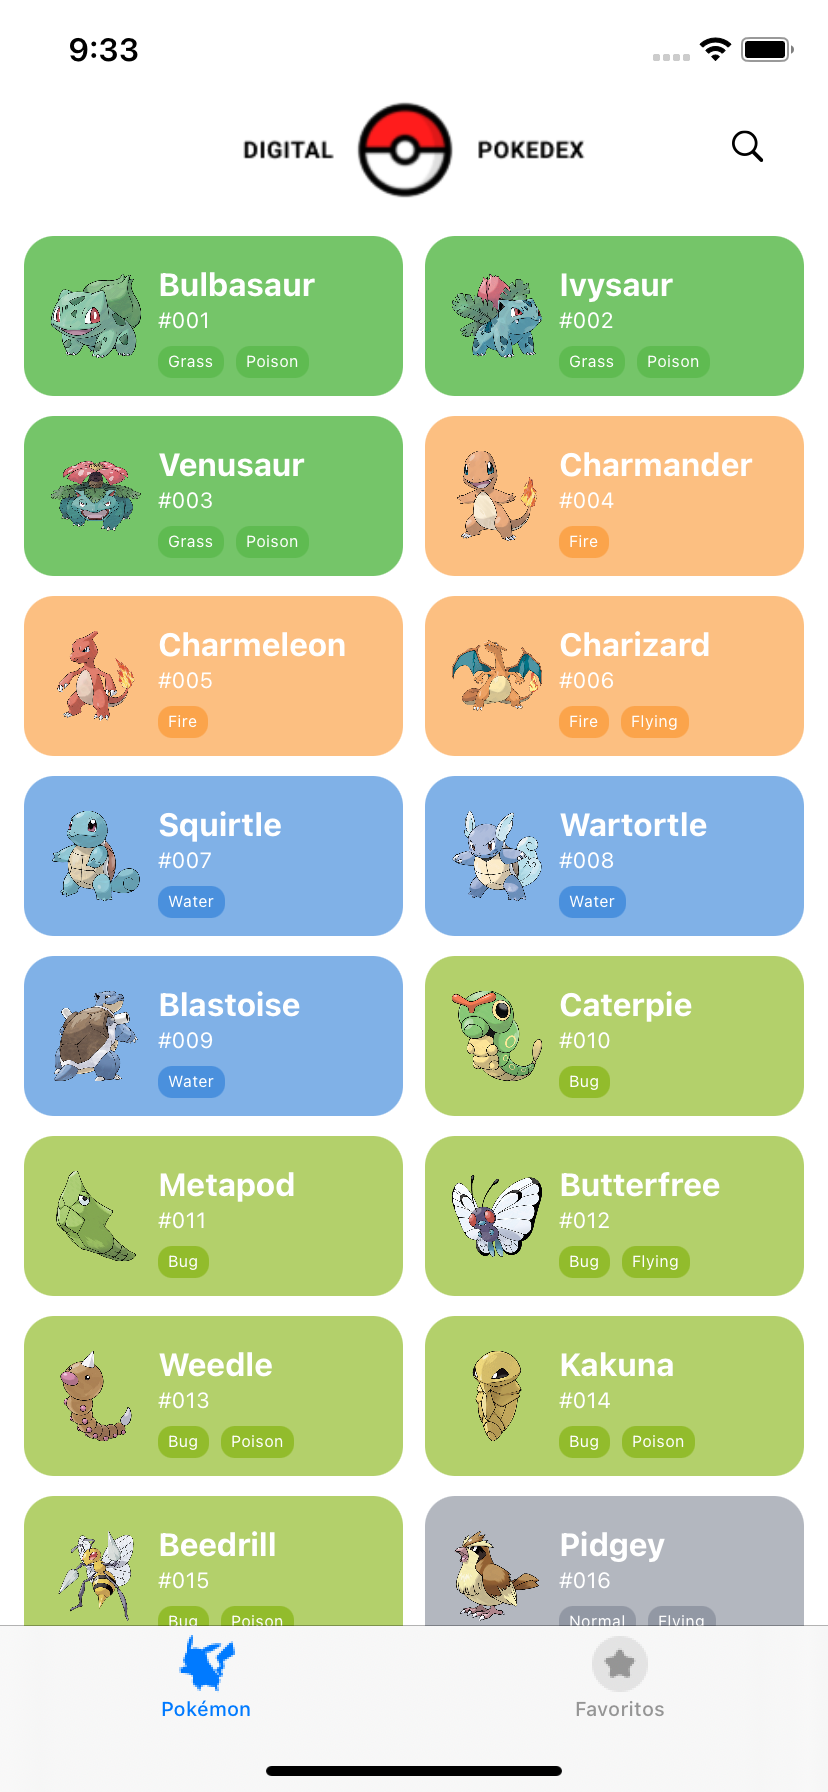 9:33
DIGITAL POKEDEX
Bulbasaur
#001
Grass Poison
Ivysaur
#002
Grass Poison
Venusaur
#003
Grass Poison
Charmander
#004
Fire
Charmeleon
#005
Fire
Charizard
#006
Fire Flying
Squirtle
#007
Water
Wartortle
#008
Water
Blastoise
#009
Water
Caterpie
#010
Bug
Metapod
#011
Bug
Butterfree
#012
Bug Flying
Weedle
#013
Bug Poison
Kakuna
#014
Bug Poison
Beedrill
#015
Bug Poison
Pidgey
#016
Normal Flying
Pokémon
Favoritos